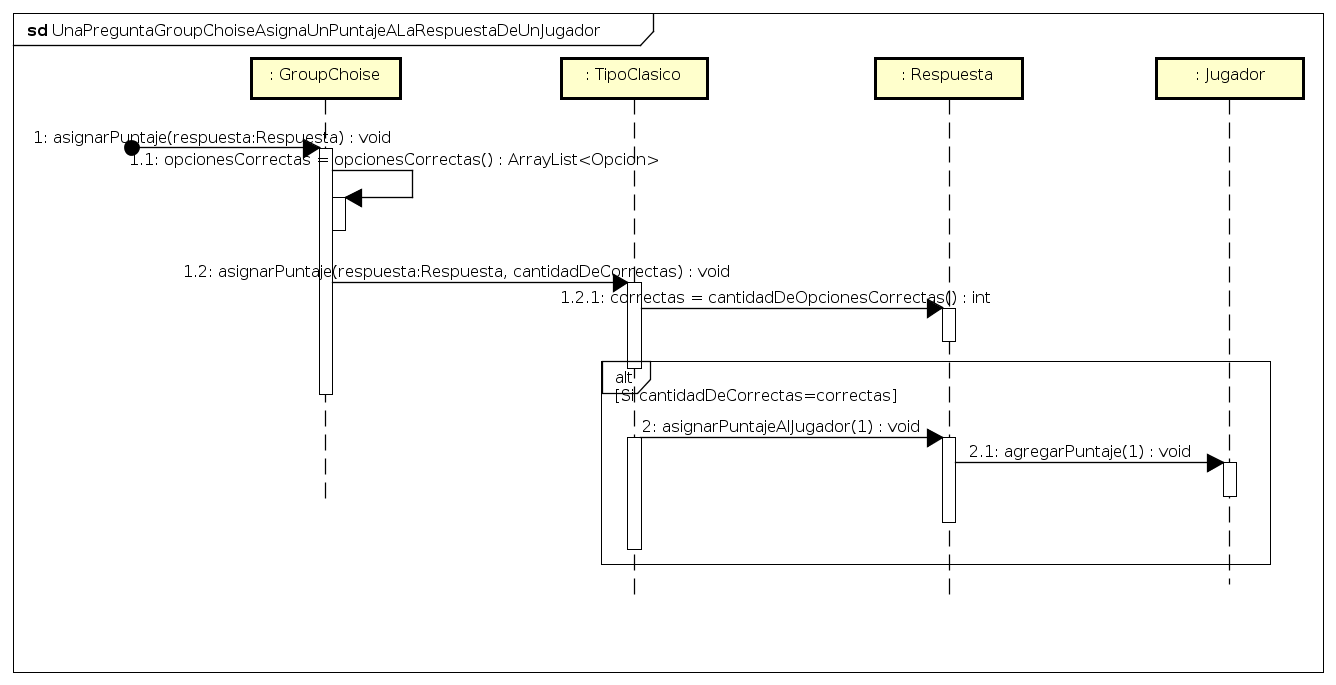 sd UnaPreguntaGroupChoiseAsignaUnPuntajeALaRespuestaDeUnJugador
: GroupChoise
: TipoClasico
: Respuesta
: Jugador
1: asignarPuntaje(respuesta:Respuesta) : void
1.1: opcionesCorrectas = opcionesCorrectas() : ArrayList<Opcion>
1.2: asignarPuntaje(respuesta:Respuesta, cantidadDeCorrectas) : void
1.2.1: correctas = cantidadDeOpcionesCorrectas() : int
alt
[Si cantidadDeCorrectas=correctas]
2: asignarPuntajeAlJugador(1) : void
2.1: agregarPuntaje(1) : void